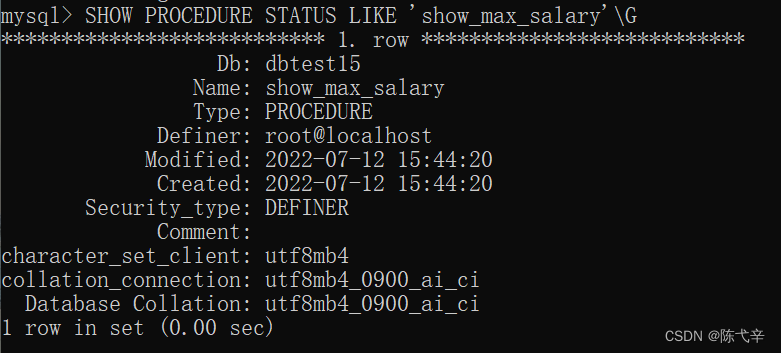 mysql> SHOW PROCEDURE STATUS LIKE 'show_max_salary'\G
*************************** 1. row ***************************
Db: dbtest15
Name: show_max_salary
Type: PROCEDURE
Definer: root@localhost
Modified: 2022-07-12 15:44:20
Created: 2022-07-12 15:44:20
Security_type: DEFINER
Comment:
character_set_client: utf8mb4
collation_connection: utf8mb4_0900_ai_ci
Database Collation: utf8mb4_0900_ai_ci
1 row in set (0.00 sec)
CSDN @陈弋辛